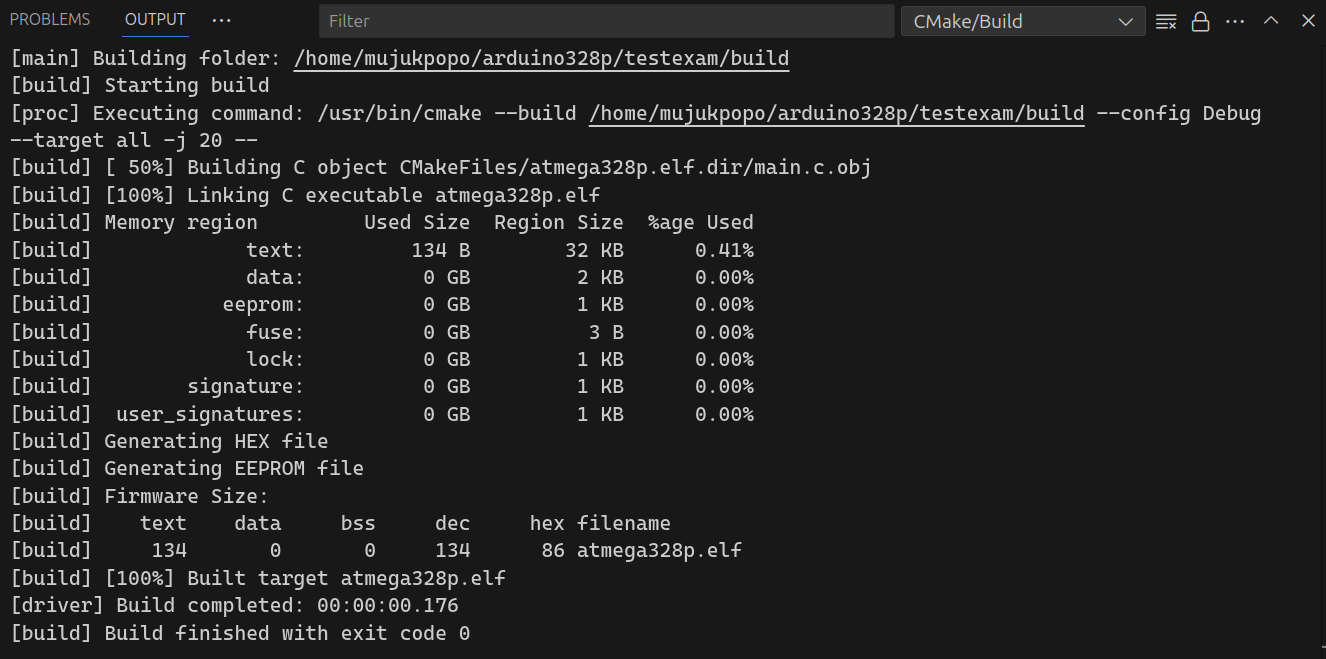 PROBLEMS OUTPUT ··· Filter CMake/Build
[main] Building folder: /home/mujukpopo/arduino328p/testexam/build
[build] Starting build
[proc] Executing command: /usr/bin/cmake --build /home/mujukpopo/arduino328p/testexam/build --config Debug
--target all -j 20 --
[build] [ 50%] Building C object CMakeFiles/atmega328p.elf.dir/main.c.obj
[build] [100%] Linking C executable atmega328p.elf
[build] Memory region         Used Size  Region Size  %age Used
[build]             text:         134 B        32 KB      0.41%
[build]             data:          0 GB         2 KB      0.00%
[build]           eeprom:          0 GB         1 KB      0.00%
[build]             fuse:          0 GB          3 B      0.00%
[build]             lock:          0 GB         1 KB      0.00%
[build]        signature:          0 GB         1 KB      0.00%
[build]  user_signatures:          0 GB         1 KB      0.00%
[build] Generating HEX file
[build] Generating EEPROM file
[build] Firmware Size:
[build]    text    data     bss     dec     hex filename
[build]     134       0       0     134      86 atmega328p.elf
[build] [100%] Built target atmega328p.elf
[driver] Build completed: 00:00:00.176
[build] Build finished with exit code 0